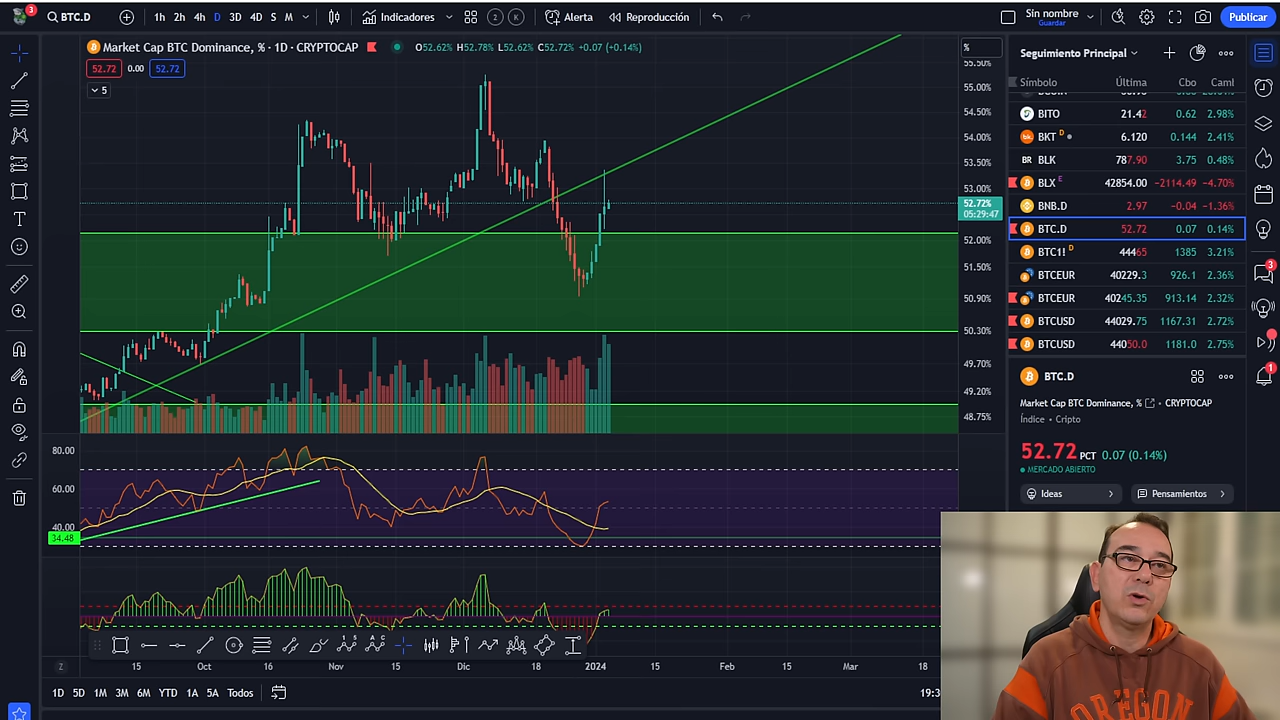 3 BTC.D 1h 2h 4h D 3D 4D S M Indicadores 2 K Alerta Reproducción Sin nombre Guardar Publicar
Market Cap BTC Dominance, % · 1D · CRYPTOCAP O52.62% H52.78% L52.62% C52.72% +0.07 (+0.14%)
52.72 0.00 52.72
5
%
55.50%
55.00%
54.50%
54.00%
53.50%
53.00%
52.72%
05:29:47
52.00%
51.50%
50.90%
50.30%
49.70%
49.20%
48.75%
80.00
60.00
40.00
34.48
15 Oct 16 Nov 15 Dic 18 2024 15 Feb 15 Mar 18
Z
1D 5D 1M 3M 6M YTD 1A 5A Todos 19:3
Seguimiento Principal
Símbolo Última Cbo Cam!
BITO 21.42 0.62 2.98%
BKT D 6.120 0.144 2.41%
BR BLK 787.90 3.75 0.48%
BLX E 42854.00 −2114.49 −4.70%
BNB.D 2.97 −0.04 −1.36%
BTC.D 52.72 0.07 0.14%
BTC1! D 44465 1385 3.21%
BTCEUR 40229.3 926.1 2.36%
BTCEUR 40245.35 913.14 2.32%
BTCUSD 44029.75 1167.31 2.72%
BTCUSD 44050.0 1181.0 2.75%
BTC.D
Market Cap BTC Dominance, % · CRYPTOCAP
Índice · Cripto
52.72 PCT 0.07 (0.14%)
MERCADO ABIERTO
Ideas Pensamientos
3
1
OREGON